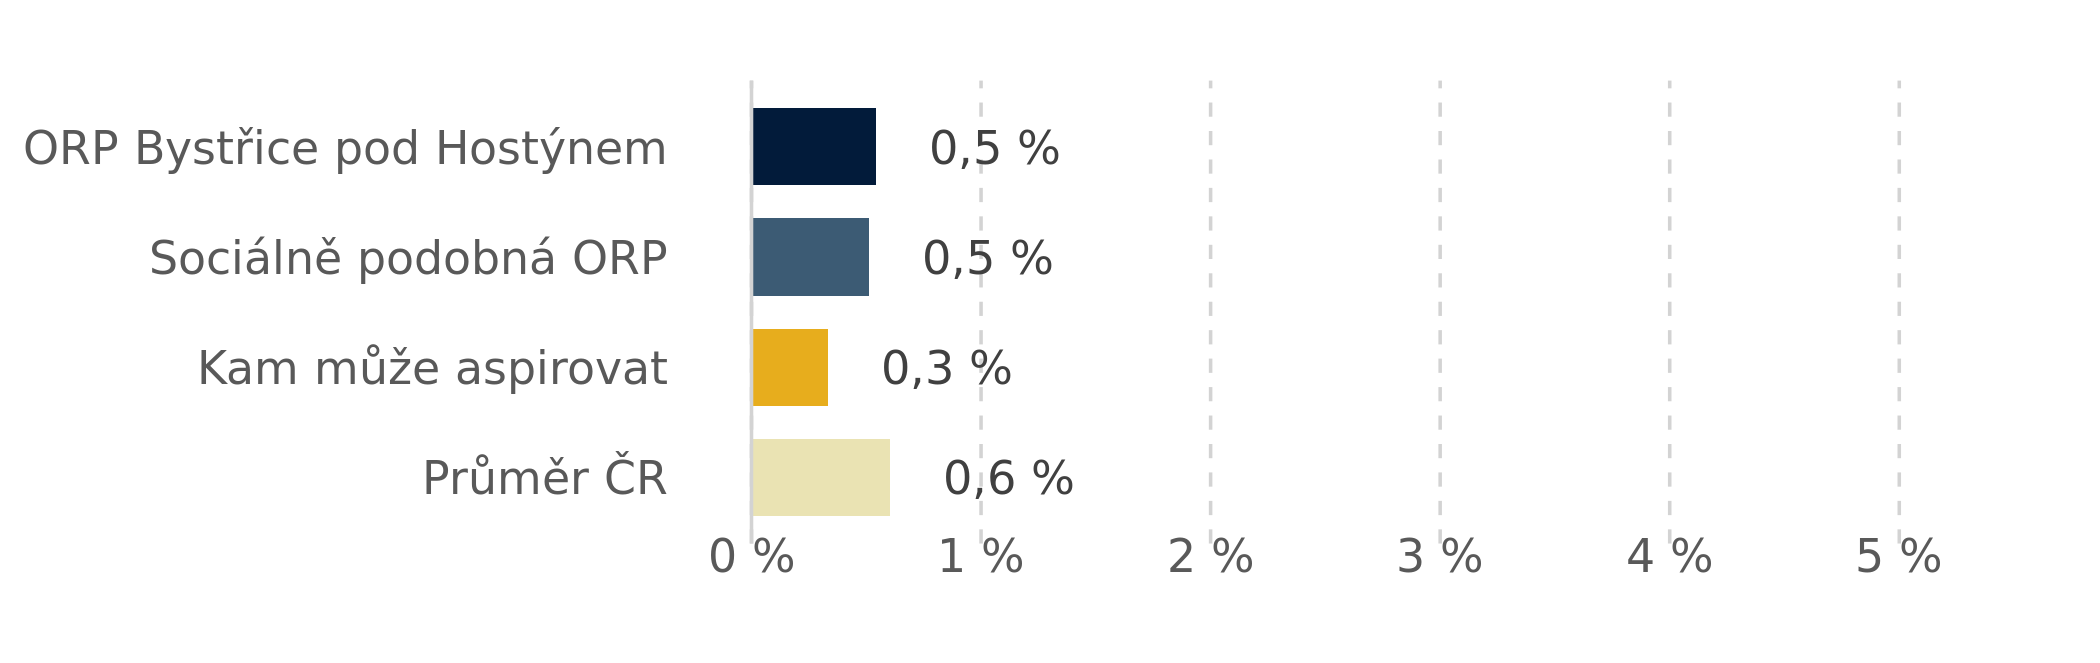 ORP Bystřice pod Hostýnem 0,5 %
Sociálně podobná ORP 0,5 %
Kam může aspirovat 0,3 %
Průměr ČR 0,6 %
0 % 1 % 2 % 3 % 4 % 5 %